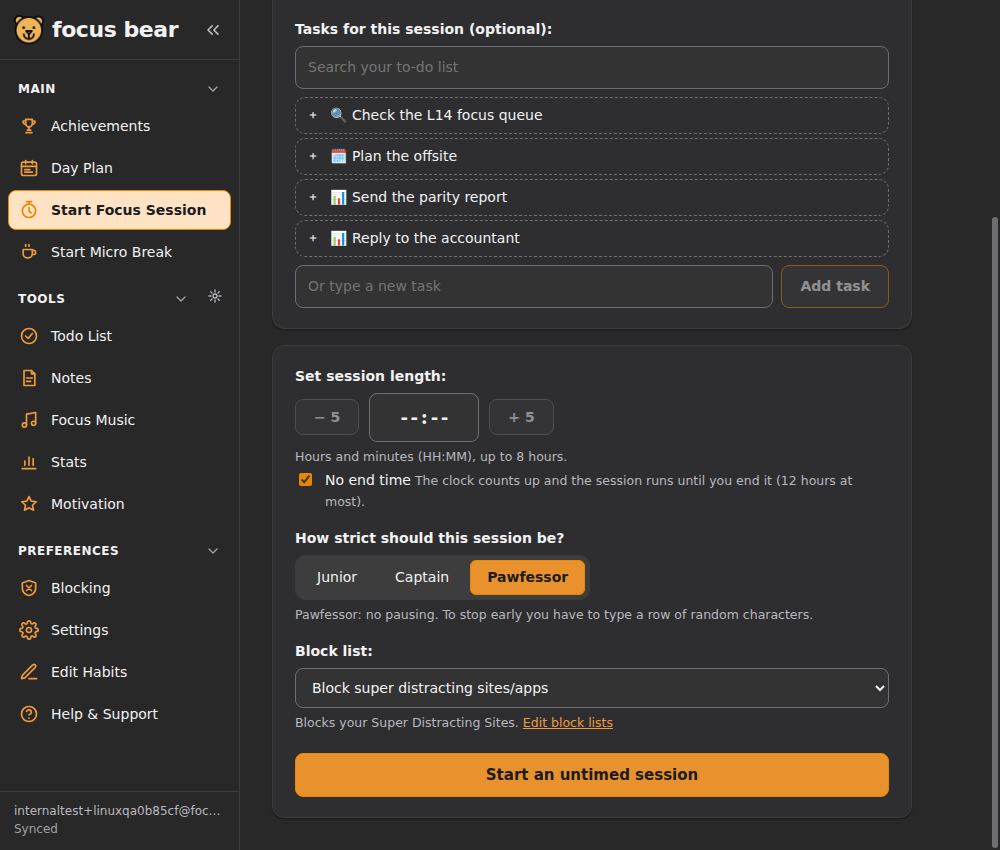 focus bear
MAIN
Achievements
Day Plan
Start Focus Session
Start Micro Break
TOOLS
Todo List
Notes
Focus Music
Stats
Motivation
PREFERENCES
Blocking
Settings
Edit Habits
Help & Support
internaltest+linuxqa0b85cf@foc...
Synced
Tasks for this session (optional):
Search your to-do list
+ 🔍 Check the L14 focus queue
+ 🗓️ Plan the offsite
+ 📊 Send the parity report
+ 📊 Reply to the accountant
Or type a new task
Add task
Set session length:
− 5
--:--
+ 5
Hours and minutes (HH:MM), up to 8 hours.
No end time The clock counts up and the session runs until you end it (12 hours at
most).
How strict should this session be?
Junior
Captain
Pawfessor
Pawfessor: no pausing. To stop early you have to type a row of random characters.
Block list:
Block super distracting sites/apps
Blocks your Super Distracting Sites. Edit block lists
Start an untimed session